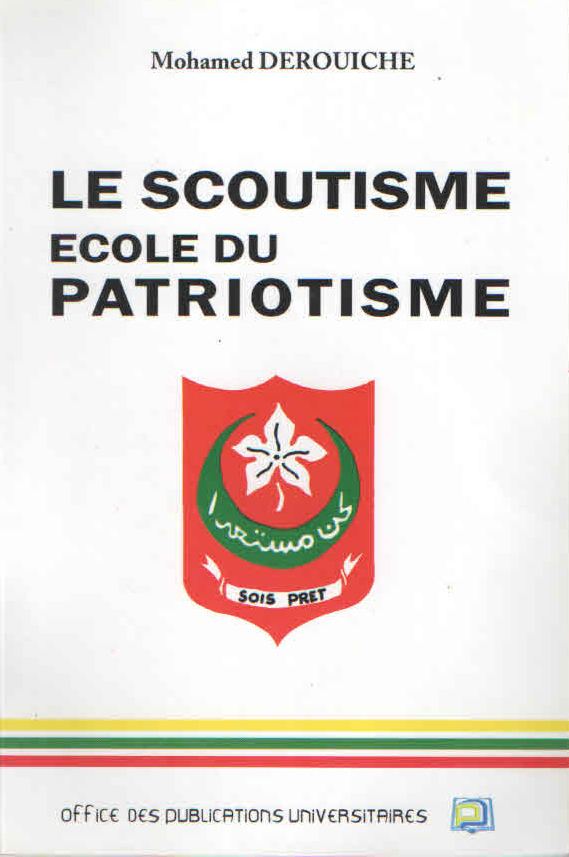 Mohamed DEROUICHE
LE SCOUTISME
ECOLE DU
PATRIOTISME
كن مستعدا
SOIS PRET
OFFICE DES PUBLICATIONS UNIVERSITAIRES